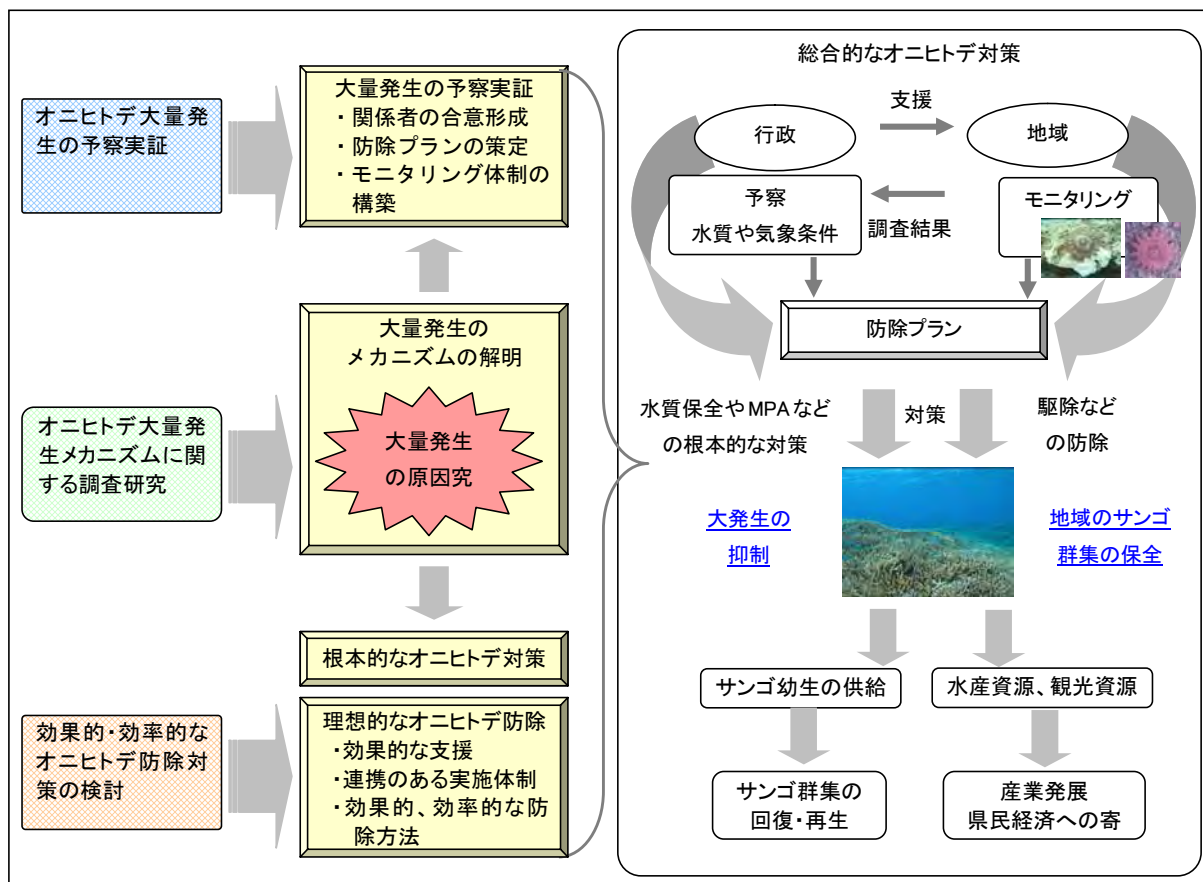 オニヒトデ大量発
生の予察実証
大量発生の予察実証
・関係者の合意形成
・防除プランの策定
・モニタリング体制の
構築
大量発生の
メカニズムの解明
大量発生
の原因究
オニヒトデ大量発
生メカニズムに関
する調査研究
根本的なオニヒトデ対策
効果的・効率的な
オニヒトデ防除対
策の検討
理想的なオニヒトデ防除
・効果的な支援
・連携のある実施体制
・効果的、効率的な防
除方法
総合的なオニヒトデ対策
支援
行政
地域
予察
水質や気象条件
調査結果
モニタリング
防除プラン
水質保全やMPAなど
の根本的な対策
対策
駆除など
の防除
大発生の
抑制
地域のサンゴ
群集の保全
サンゴ幼生の供給
水産資源、観光資源
サンゴ群集の
回復・再生
産業発展
県民経済への寄